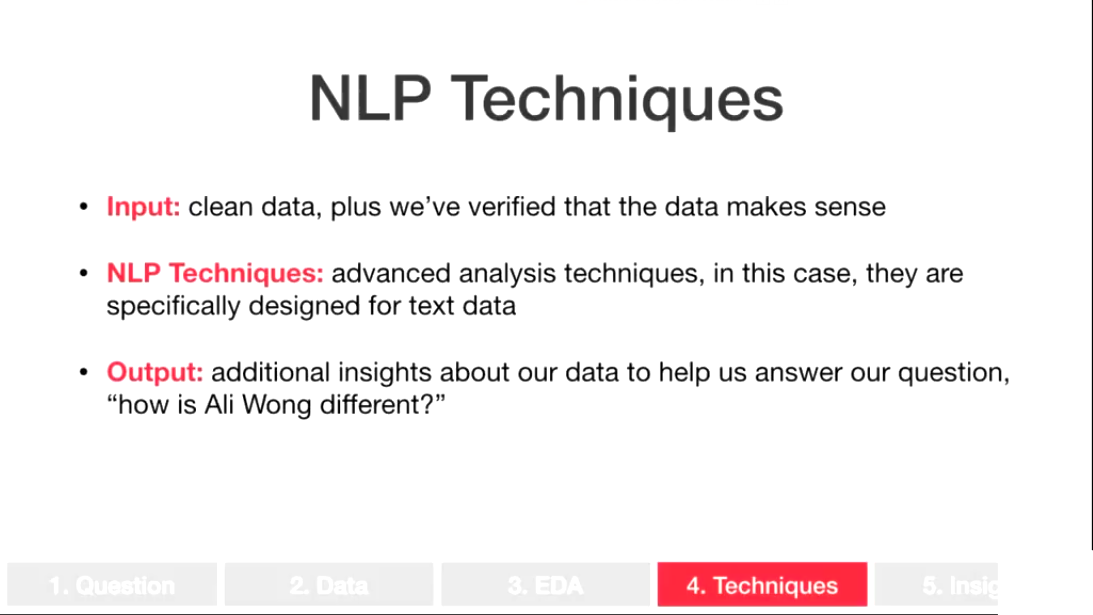 NLP Techniques
• Input: clean data, plus we’ve verified that the data makes sense
• NLP Techniques: advanced analysis techniques, in this case, they are
specifically designed for text data
• Output: additional insights about our data to help us answer our question,
“how is Ali Wong different?”
1. Question 2. Data 3. EDA 4. Techniques 5. Insig